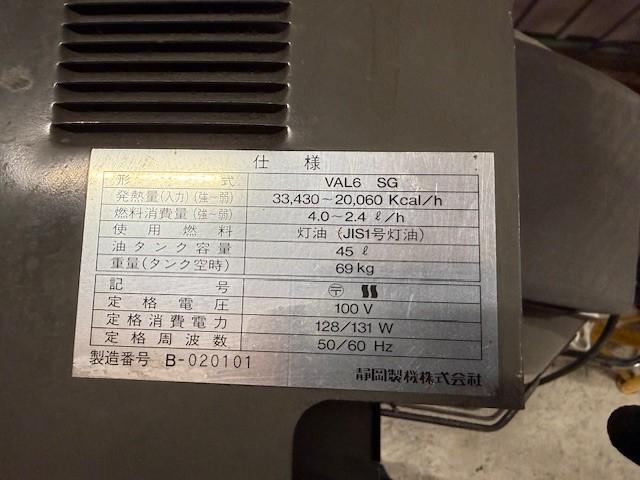 仕様
形式 VAL6 SG
発熱量(入力)(強~弱) 33,430~20,060 Kcal/h
燃料消費量(強~弱) 4.0~2.4 ℓ/h
使用燃料 灯油(JIS1号灯油)
油タンク容量 45 ℓ
重量(タンク空時) 69kg
記号 〶
定格電圧 100 V
定格消費電力 128/131 W
定格周波数 50/60 Hz
製造番号 B-020101
靜岡製機株式会社